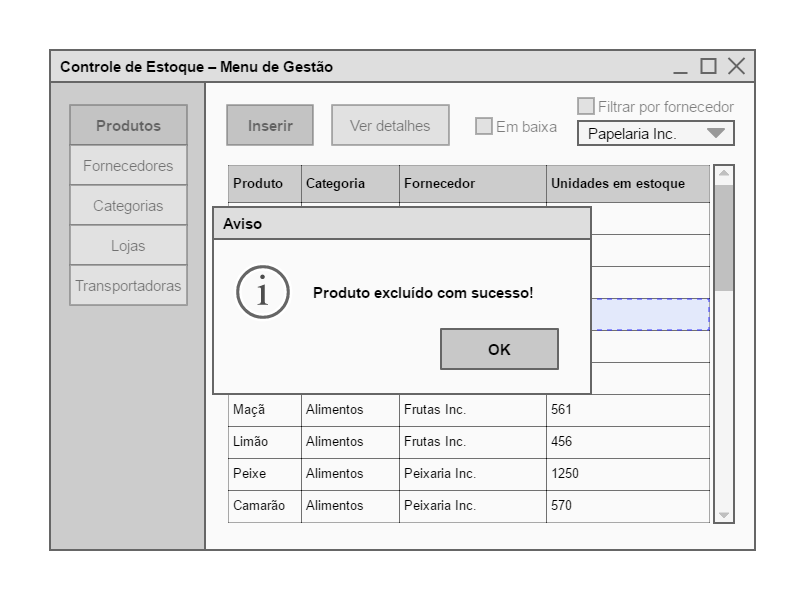 Controle de Estoque – Menu de Gestão
Produtos
Fornecedores
Categorias
Lojas
Transportadoras
Inserir
Ver detalhes
Em baixa
Filtrar por fornecedor
Papelaria Inc.
Produto Categoria Fornecedor Unidades em estoque
Aviso
i
Produto excluído com sucesso!
OK
Maçã Alimentos Frutas Inc. 561
Limão Alimentos Frutas Inc. 456
Peixe Alimentos Peixaria Inc. 1250
Camarão Alimentos Peixaria Inc. 570